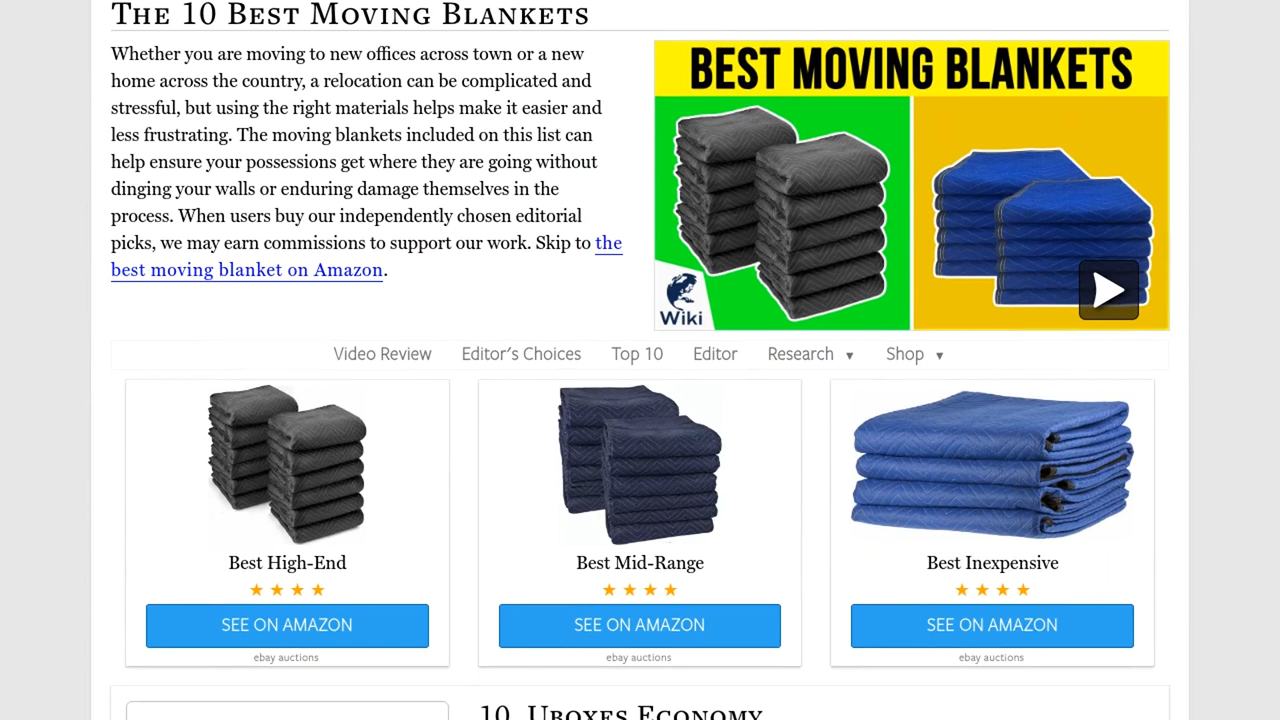 The 10 Best Moving Blankets
Whether you are moving to new offices across town or a new
home across the country, a relocation can be complicated and
stressful, but using the right materials helps make it easier and
less frustrating. The moving blankets included on this list can
help ensure your possessions get where they are going without
dinging your walls or enduring damage themselves in the
process. When users buy our independently chosen editorial
picks, we may earn commissions to support our work. Skip to the
best moving blanket on Amazon.
BEST MOVING BLANKETS
Wiki
Video Review Editor's Choices Top 10 Editor Research ▼ Shop ▼
Best High-End
★ ★ ★ ★
SEE ON AMAZON
ebay auctions
Best Mid-Range
★ ★ ★ ★
SEE ON AMAZON
ebay auctions
Best Inexpensive
★ ★ ★ ★
SEE ON AMAZON
ebay auctions
10. Uboxes Economy